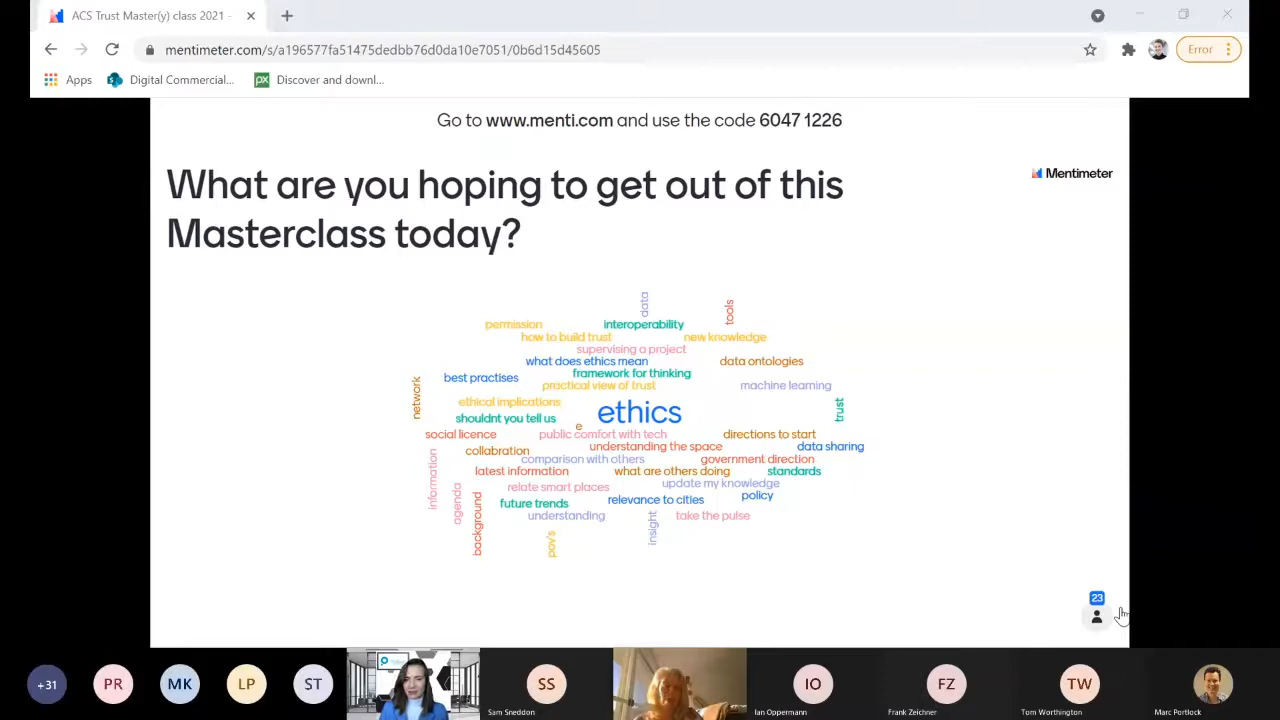 ACS Trust Master(y) class 2021 -
mentimeter.com/s/a196577fa51475dedbb76d0da10e7051/0b6d15d45605
Error
Apps
Digital Commercial...
Discover and downl...
Go to www.menti.com and use the code 6047 1226
What are you hoping to get out of this
Masterclass today?
Mentimeter
data
tools
permission
interoperability
how to build trust
new knowledge
supervising a project
what does ethics mean
data ontologies
framework for thinking
best practises
practical view of trust
machine learning
network
ethical implications
ethics
trust
shouldnt you tell us
e
social licence
public comfort with tech
directions to start
collabration
understanding the space
data sharing
comparison with others
government direction
information
latest information
what are others doing
standards
agenda
relate smart places
update my knowledge
background
future trends
relevance to cities
policy
understanding
insight
take the pulse
pov's
23
+31
PR
MK
LP
ST
SS
IO
FZ
TW
Sam Sneddon
Ian Oppermann
Frank Zeichner
Tom Worthington
Marc Portlock